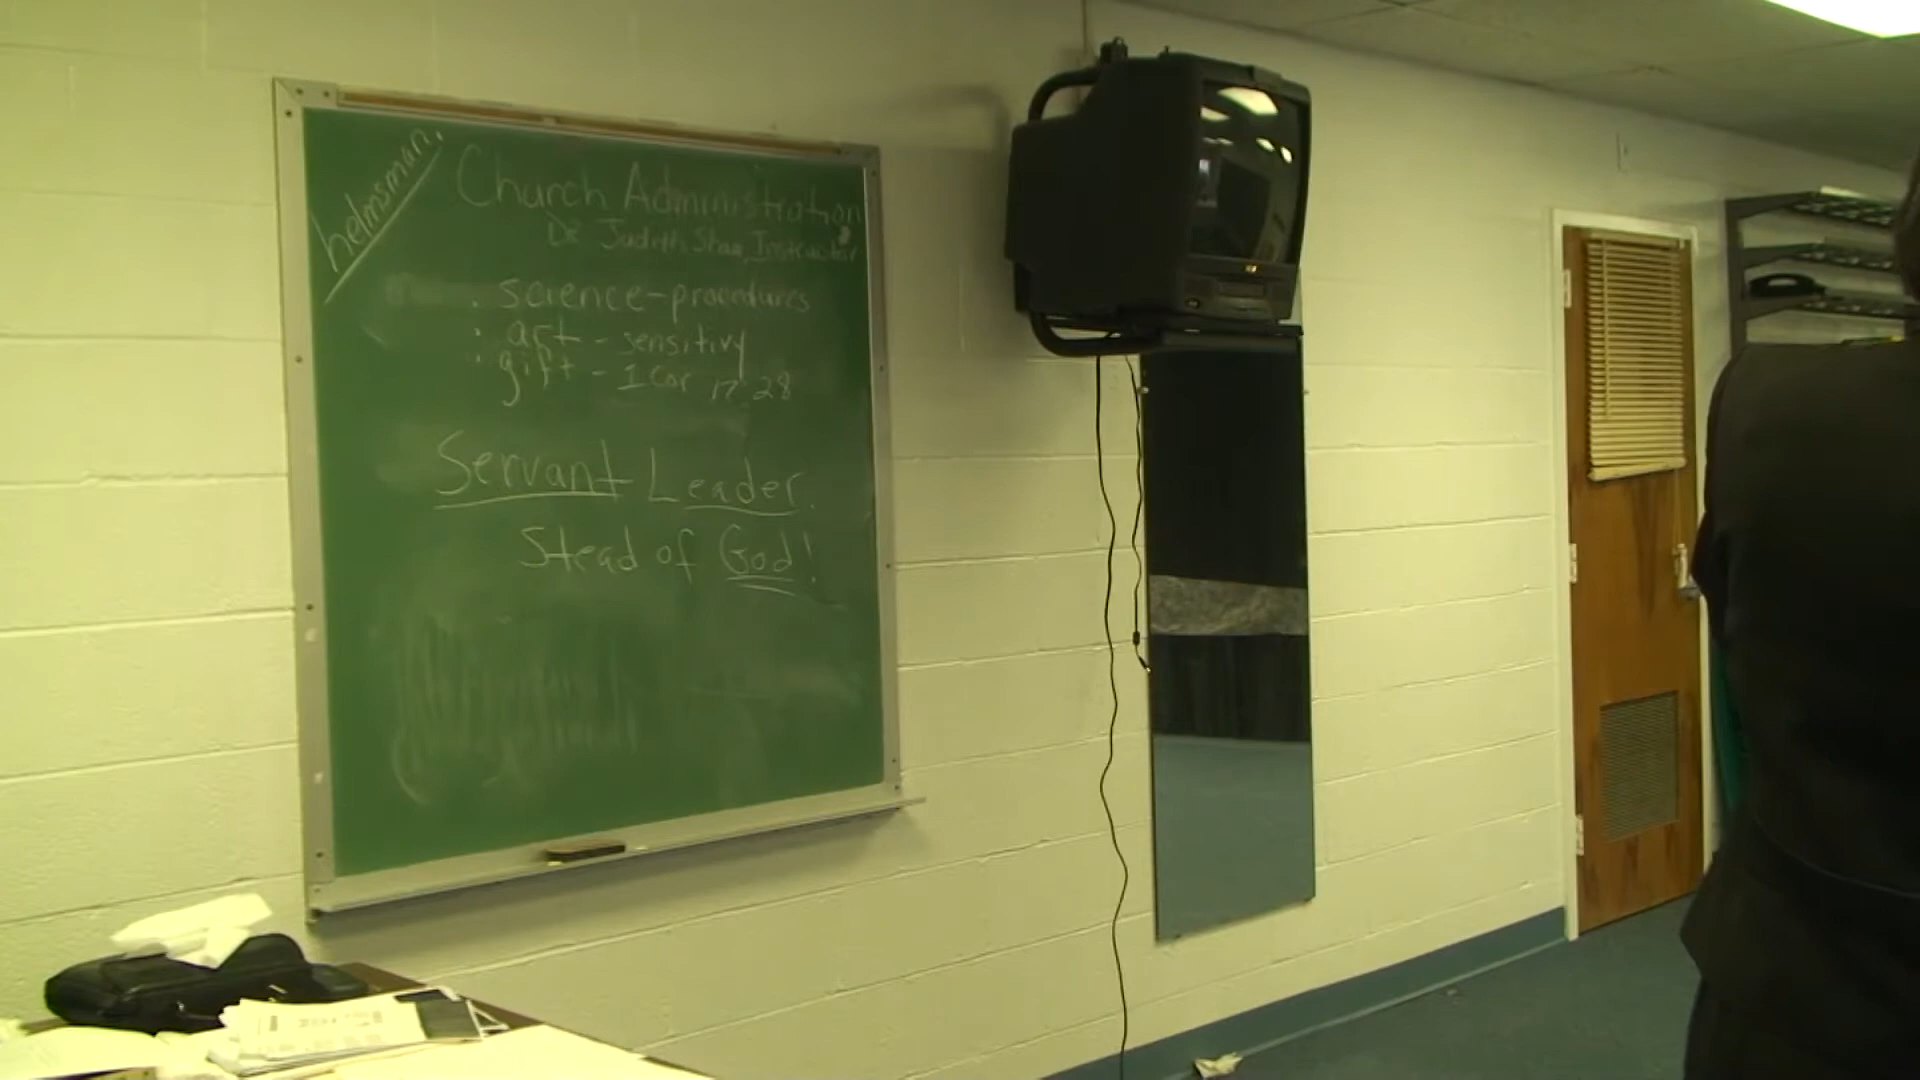 helmsman.
Church Administration
Dr Judith Shaw, Instructor
. science-procedures
. art - sensitivy
. gift - 1 Cor 12 28
Servant Leader.
Stead of God!